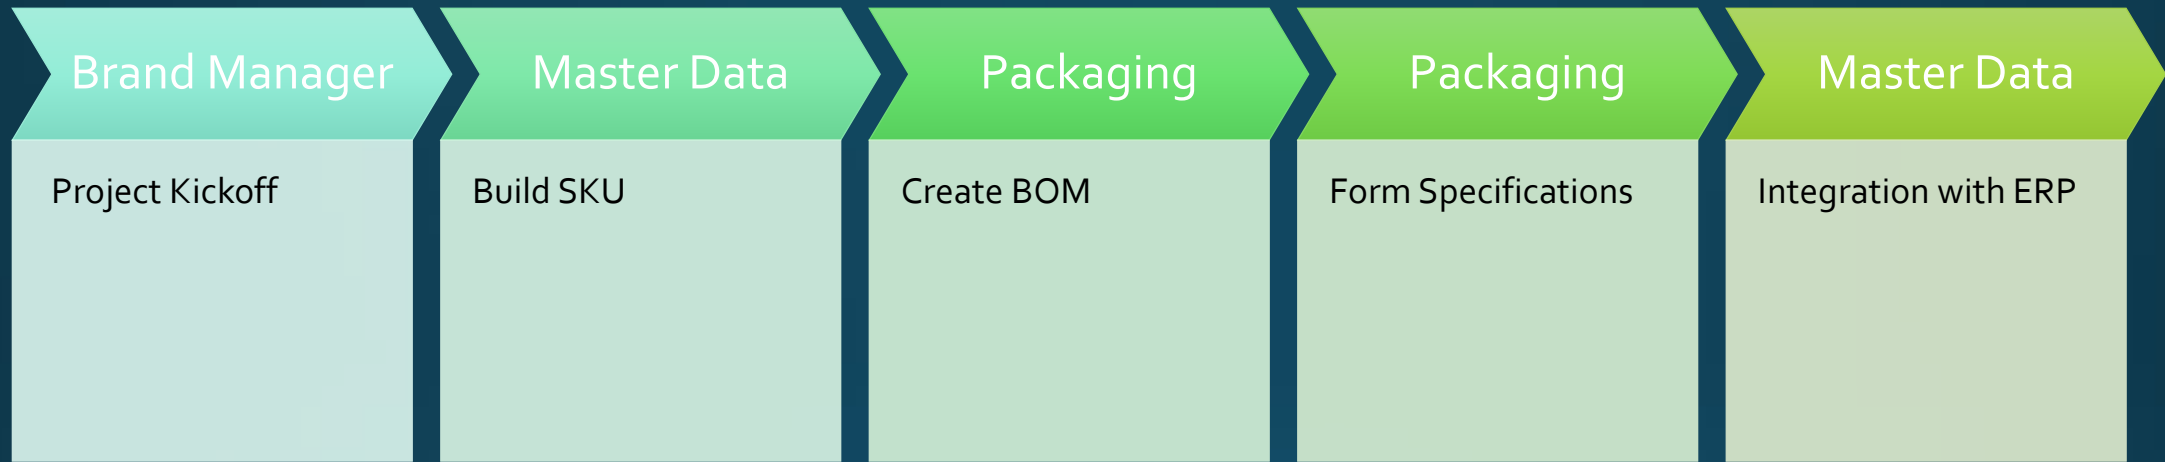 Brand Manager
Master Data
Packaging
Packaging
Master Data
Project Kickoff
Build SKU
Create BOM
Form Specifications
Integration with ERP